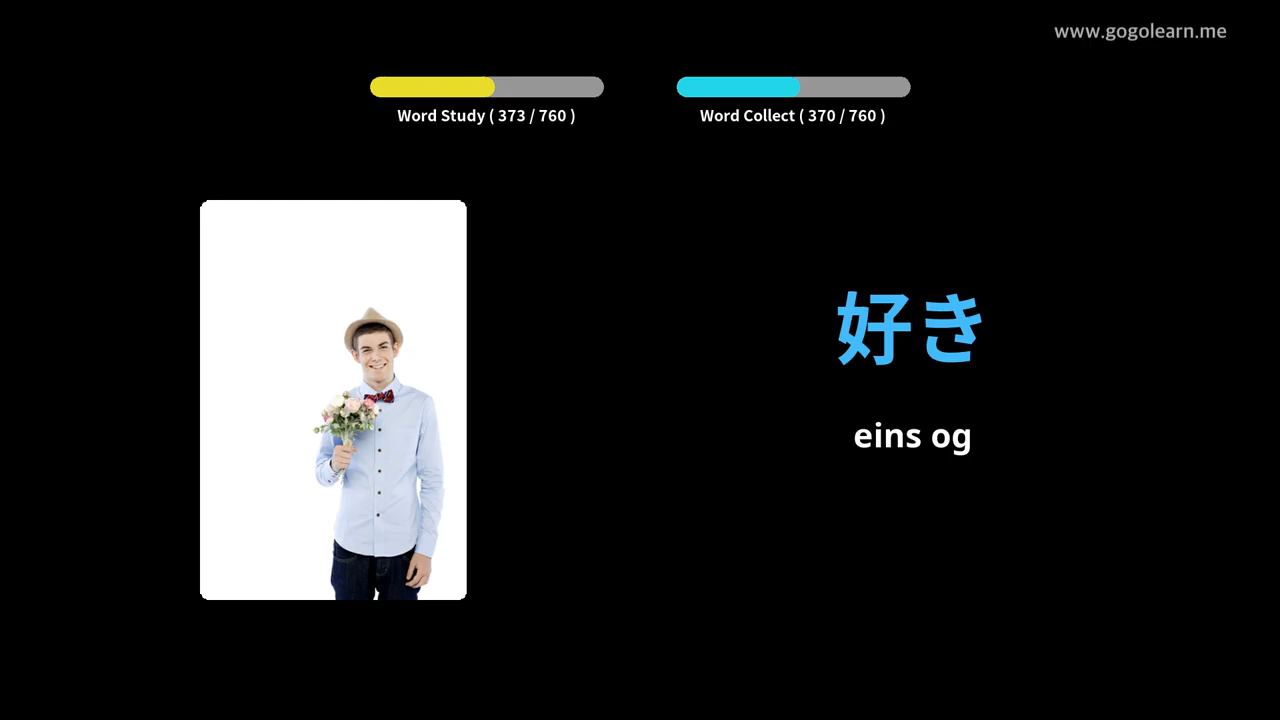 www.gogolearn.me
Word Study ( 373 / 760 )
Word Collect ( 370 / 760 )
好き
eins og